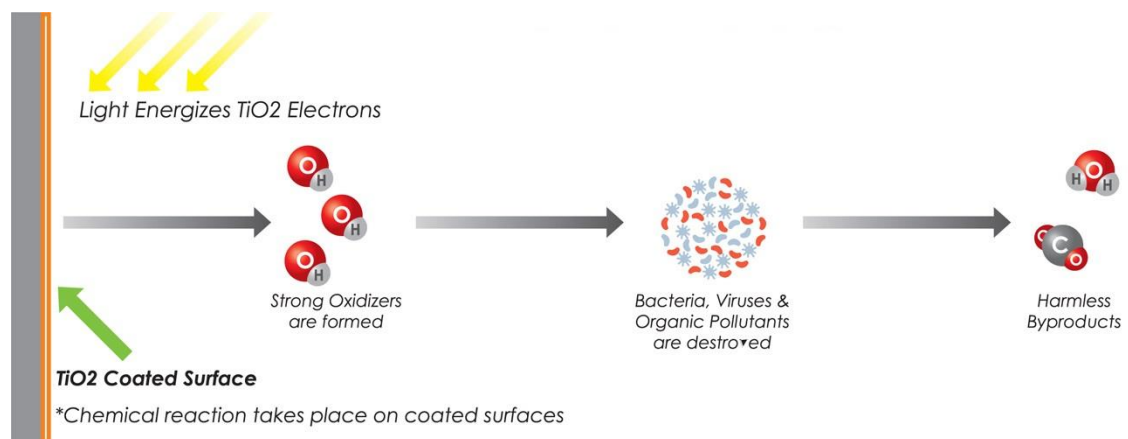 Light Energizes TiO2 Electrons
O
H
O
H
O
H
O
H
H
C
O
O
Strong Oxidizers
are formed
Bacteria, Viruses &
Organic Pollutants
are destroyed
Harmless
Byproducts
TiO2 Coated Surface
*Chemical reaction takes place on coated surfaces